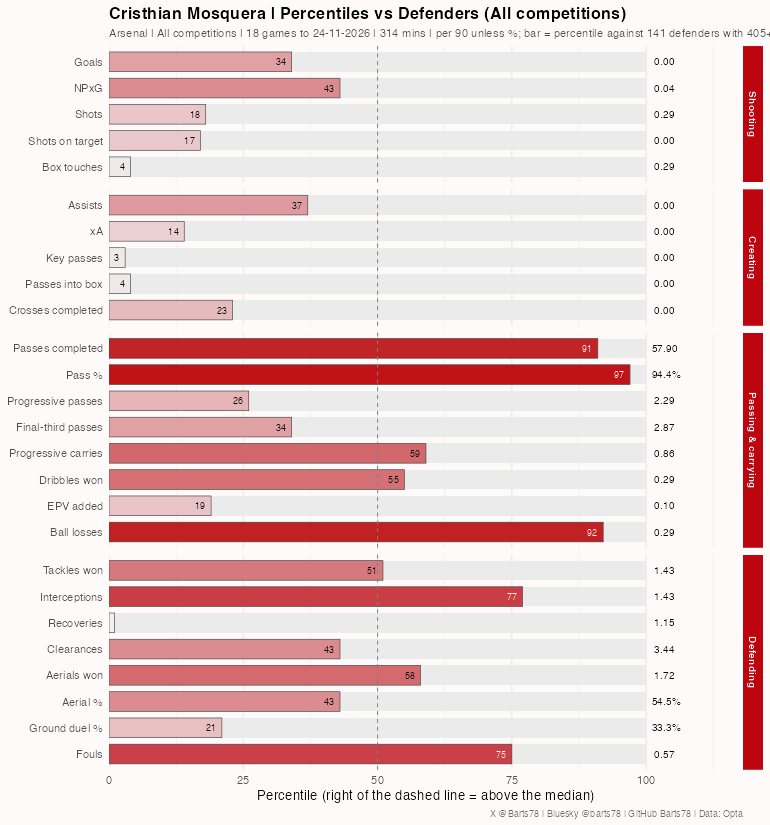 Cristhian Mosquera | Percentiles vs Defenders (All competitions)
Arsenal | All competitions | 18 games to 24-11-2026 | 314 mins | per 90 unless %; bar = percentile against 141 defenders with 405+
Goals 34 0.00
NPxG 43 0.04
Shots 18 0.29
Shots on target 17 0.00
Box touches 4 0.29
Shooting
Assists 37 0.00
xA 14 0.00
Key passes 3 0.00
Passes into box 4 0.00
Crosses completed 23 0.00
Creating
Passes completed 91 57.90
Pass % 97 94.4%
Progressive passes 26 2.29
Final-third passes 34 2.87
Progressive carries 59 0.86
Dribbles won 55 0.29
EPV added 19 0.10
Ball losses 92 0.29
Passing & carrying
Tackles won 51 1.43
Interceptions 77 1.43
Recoveries 1.15
Clearances 43 3.44
Aerials won 58 1.72
Aerial % 43 54.5%
Ground duel % 21 33.3%
Fouls 75 0.57
Defending
0 25 50 75 100
Percentile (right of the dashed line = above the median)
X @Barts78 | Bluesky @barts78 | GitHub Barts78 | Data: Opta